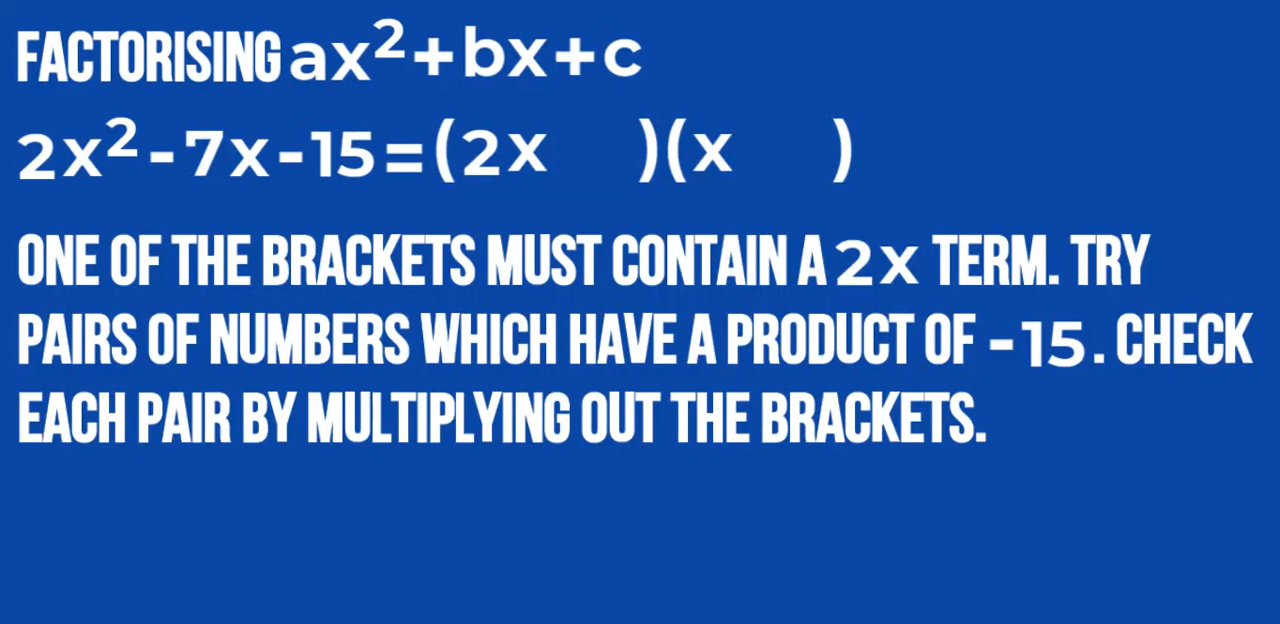 FACTORISING ax²+bx+c
2x²-7x-15=(2x )(x )
ONE OF THE BRACKETS MUST CONTAIN A 2x TERM. TRY
PAIRS OF NUMBERS WHICH HAVE A PRODUCT OF -15. CHECK
EACH PAIR BY MULTIPLYING OUT THE BRACKETS.